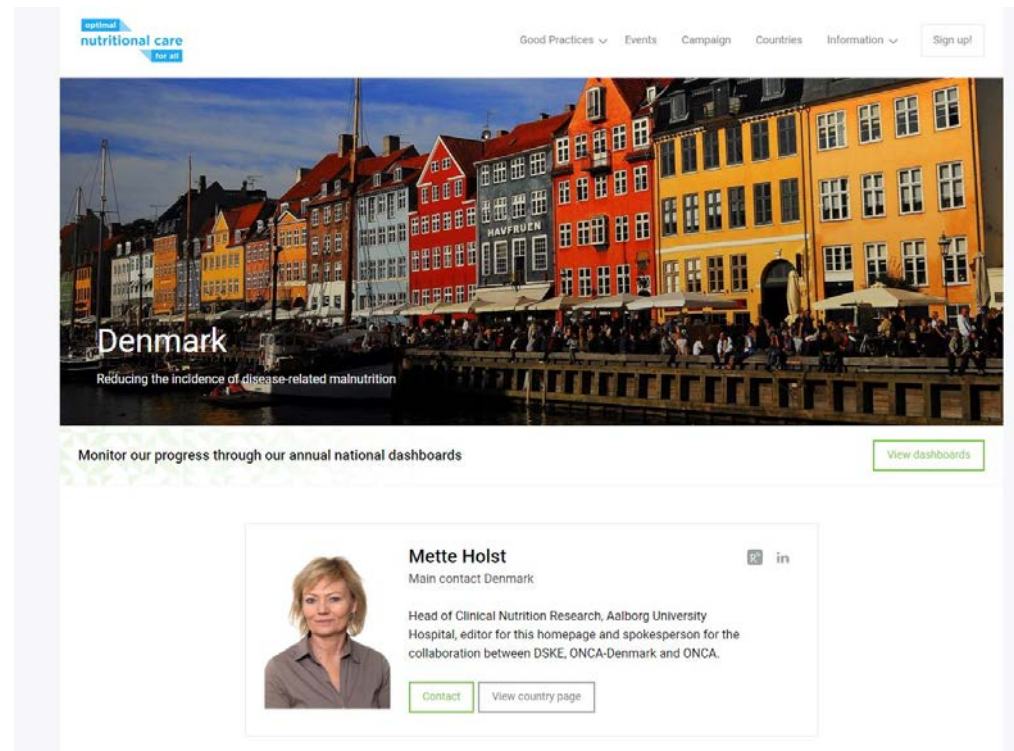 optimal
nutritional care
for all
Good Practices
Events
Campaign
Countries
Information
Sign up!
HAVFRUEN
Denmark
Reducing the incidence of disease-related malnutrition
Monitor our progress through our annual national dashboards
View dashboards
Mette Holst
Main contact Denmark
R⁶
in
Head of Clinical Nutrition Research, Aalborg University
Hospital, editor for this homepage and spokesperson for the
collaboration between DSKE, ONCA-Denmark and ONCA.
Contact
View country page